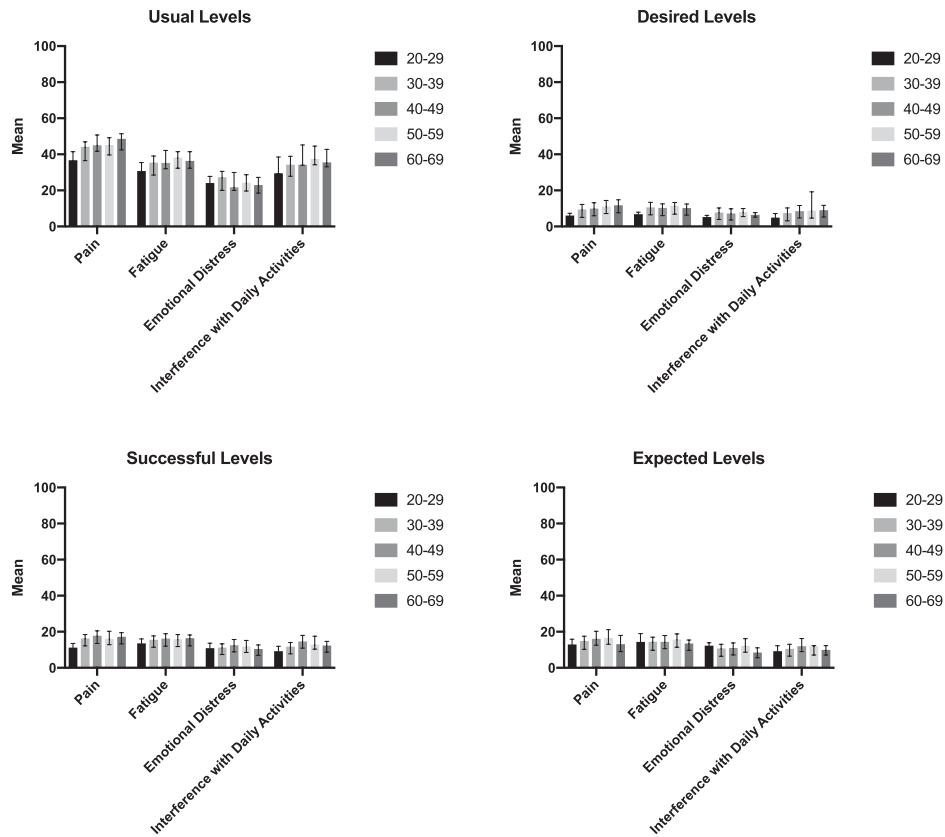 Usual Levels
100
80
60
40
20
0
Mean
Pain
Fatigue
Emotional Distress
Interference with Daily Activities
20-29
30-39
40-49
50-59
60-69
Desired Levels
100
80
60
40
20
0
Mean
Pain
Fatigue
Emotional Distress
Interference with Daily Activities
20-29
30-39
40-49
50-59
60-69
Successful Levels
100
80
60
40
20
0
Mean
Pain
Fatigue
Emotional Distress
Interference with Daily Activities
20-29
30-39
40-49
50-59
60-69
Expected Levels
100
80
60
40
20
0
Mean
Pain
Fatigue
Emotional Distress
Interference with Daily Activities
20-29
30-39
40-49
50-59
60-69